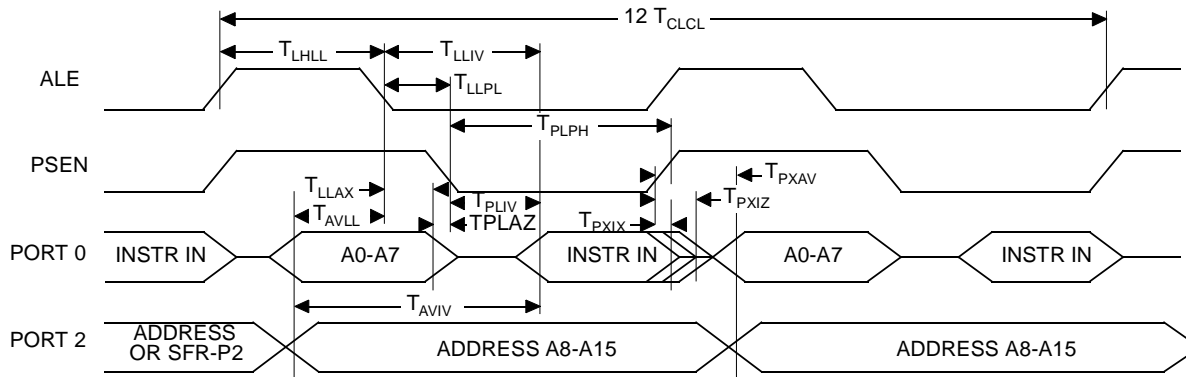 12 TCLCL
TLHLL
TLLIV
ALE
TLLPL
TPLPH
PSEN
TLLAX
TPLIV
TPXAV
TAVLL
TPLAZ
TPXIX
TPXIZ
PORT 0
INSTR IN
A0-A7
INSTR IN
A0-A7
INSTR IN
TAVIV
PORT 2
ADDRESS
OR SFR-P2
ADDRESS A8-A15
ADDRESS A8-A15